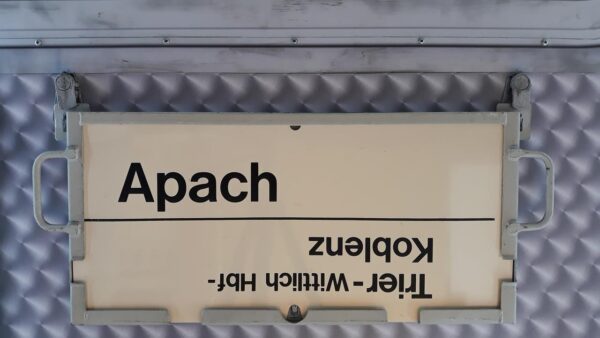 Apach
Trier-Wittlich Hbf-
Koblenz